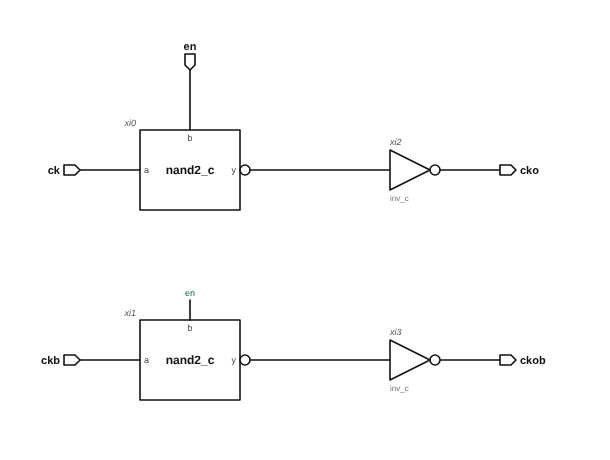 en
xi0
b
ck
a
nand2_c
y
xi2
inv_c
cko
en
xi1
b
ckb
a
nand2_c
y
xi3
inv_c
ckob